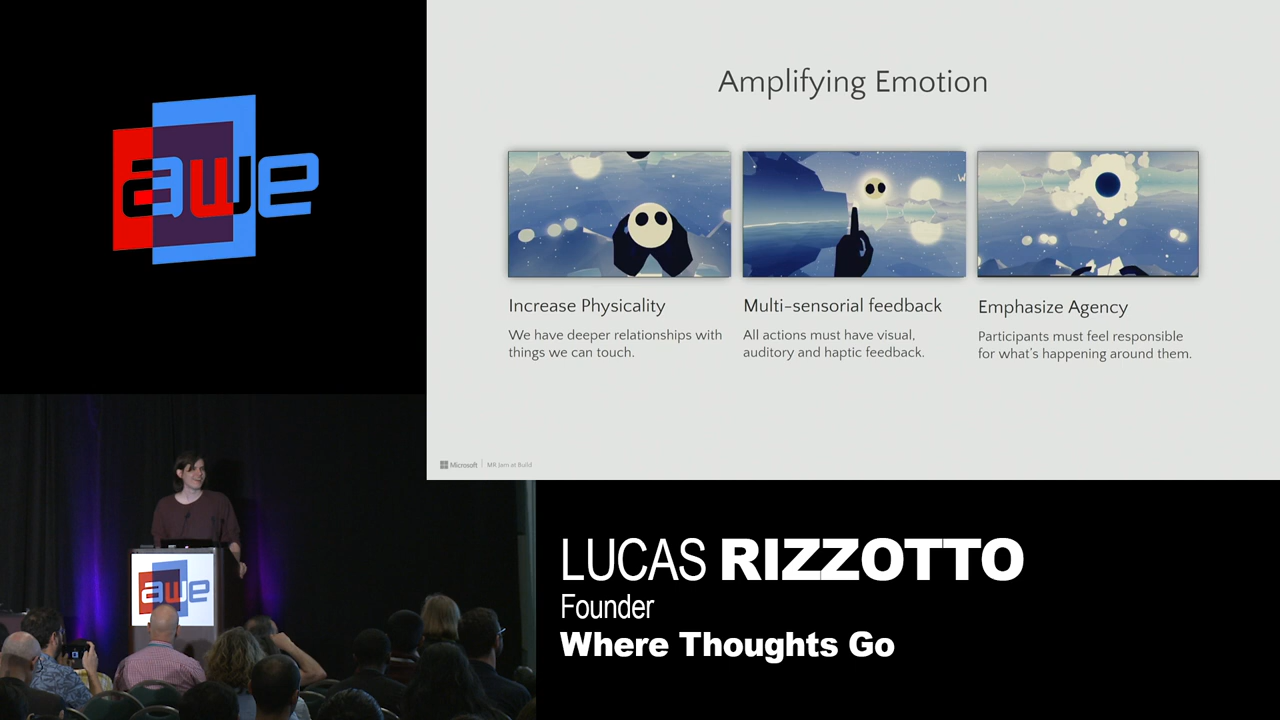 awe
Amplifying Emotion
Increase Physicality
We have deeper relationships with
things we can touch.
Multi-sensorial feedback
All actions must have visual,
auditory and haptic feedback.
Emphasize Agency
Participants must feel responsible
for what's happening around them.
Microsoft | MR Jam at Build
awe
LUCAS RIZZOTTO
Founder
Where Thoughts Go